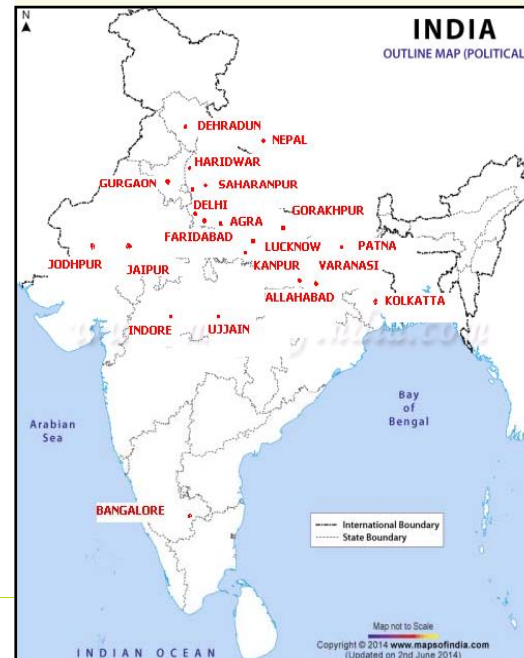 N
INDIA
OUTLINE MAP (POLITICAL
DEHRADUN
NEPAL
HARIDWAR
GURGAON
SAHARANPUR
DELHI
GORAKHPUR
AGRA
FARIDABAD
LUCKNOW
PATNA
JODHPUR
JAIPUR
KANPUR
VARANASI
ALLAHABAD
KOLKATTA
INDORE
UJJAIN
Arabian
Sea
Bay
of
Bengal
BANGALORE
International Boundary
State Boundary
Map not to Scale
Copyright © 2014 www.mapsofindia.com
(Updated on 2nd June 2014)
INDIAN OCEAN